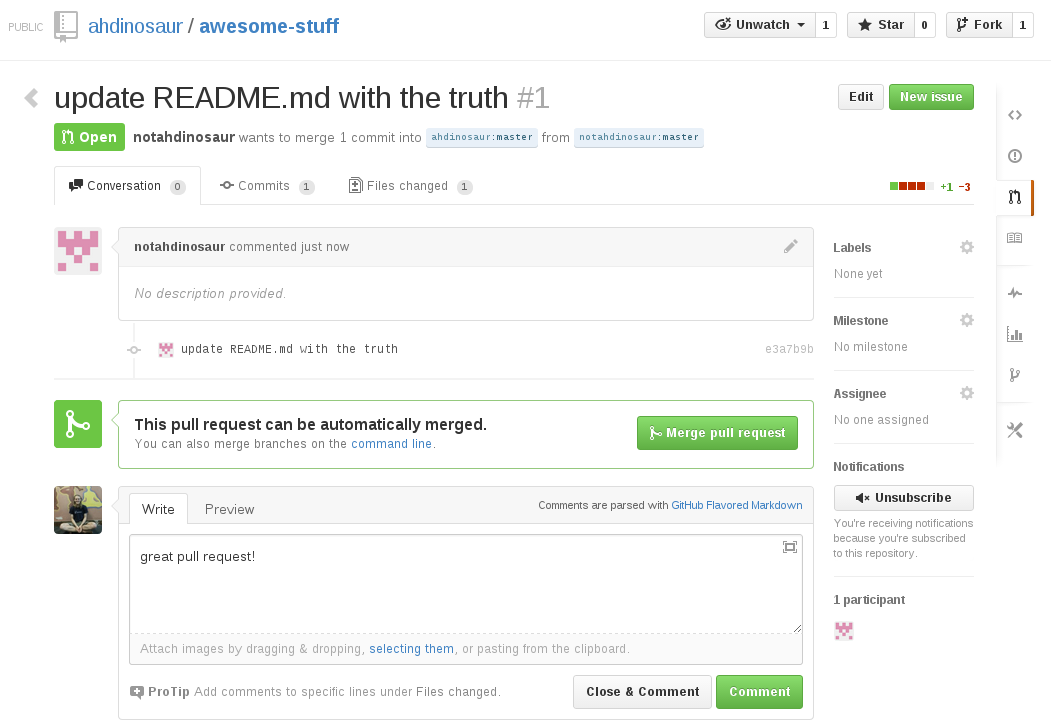 PUBLIC ahdinosaur / awesome-stuff Unwatch 1 Star 0 Fork 1
update README.md with the truth #1 Edit New issue
Open notahdinosaur wants to merge 1 commit into ahdinosaur:master from notahdinosaur:master
Conversation 0 Commits 1 Files changed 1 +1 −3
notahdinosaur commented just now
No description provided.
update README.md with the truth e3a7b9b
This pull request can be automatically merged.
You can also merge branches on the command line.
Merge pull request
Write Preview Comments are parsed with GitHub Flavored Markdown
great pull request!
Attach images by dragging & dropping, selecting them, or pasting from the clipboard.
ProTip Add comments to specific lines under Files changed.
Close & Comment Comment
Labels
None yet
Milestone
No milestone
Assignee
No one assigned
Notifications
Unsubscribe
You're receiving notifications
because you're subscribed
to this repository.
1 participant